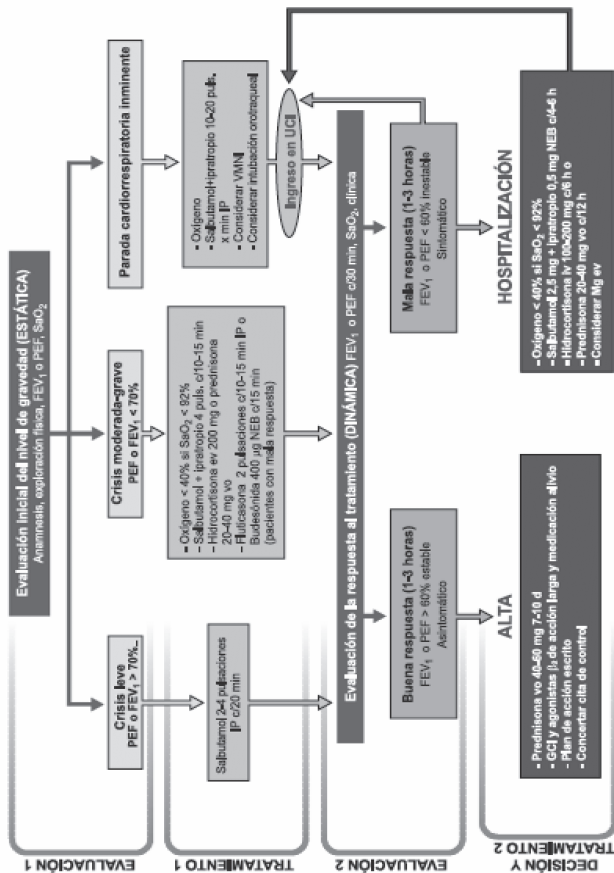 EVALUACIÓN 1
Evaluación inicial del nivel de gravedad (ESTÁTICA)
Anamnesis, exploración física, FEV₁ o PEF, SaO₂
Crisis leve
PEF o FEV₁ > 70%
Crisis moderada-grave
PEF o FEV₁ < 70%
Parada cardiorrespiratoria inminente
TRATAMIENTO 1
Salbutamol 2-4 pulsaciones
IP c/20 min
- Oxígeno < 40% si SaO₂ < 92%
- Salbutamol + ipratropio 4 puls. c/10-15 min
- Hidrocortisona ev 200 mg o prednisona
20-40 mg vo
- Fluticasona 2 pulsaciones c/10-15 min IP o
Budesónida 400 µg NEB c/15 min
(pacientes con mala respuesta)
- Oxígeno
- Salbutamol+ipratropio 10-20 puls.
x min IP
- Considerar VMNI
- Considerar intubación orotraqueal
Ingreso en UCI
EVALUACIÓN 2
Evaluación de la respuesta al tratamiento (DINÁMICA) FEV₁ o PEF c/30 min, SaO₂, clínica
Buena respuesta (1-3 horas)
FEV₁ o PEF > 60% estable
Asintomático
Mala respuesta (1-3 horas)
FEV₁ o PEF < 60% inestable
Sintomático
DECISIÓN Y
TRATAMIENTO 2
ALTA
- Prednisona vo 40-60 mg 7-10 d
- GCI y agonistas β₂ de acción larga y medicación alivio
- Plan de acción escrito
- Concertar cita de control
HOSPITALIZACIÓN
- Oxígeno < 40% si SaO₂ < 92%
- Salbutamol 2,5 mg + ipratropio 0,5 mg NEB c/4-6 h
- Hidrocortisona iv 100-200 mg c/6 h o
- Prednisona 20-40 mg vo c/12 h
- Considerar Mg ev